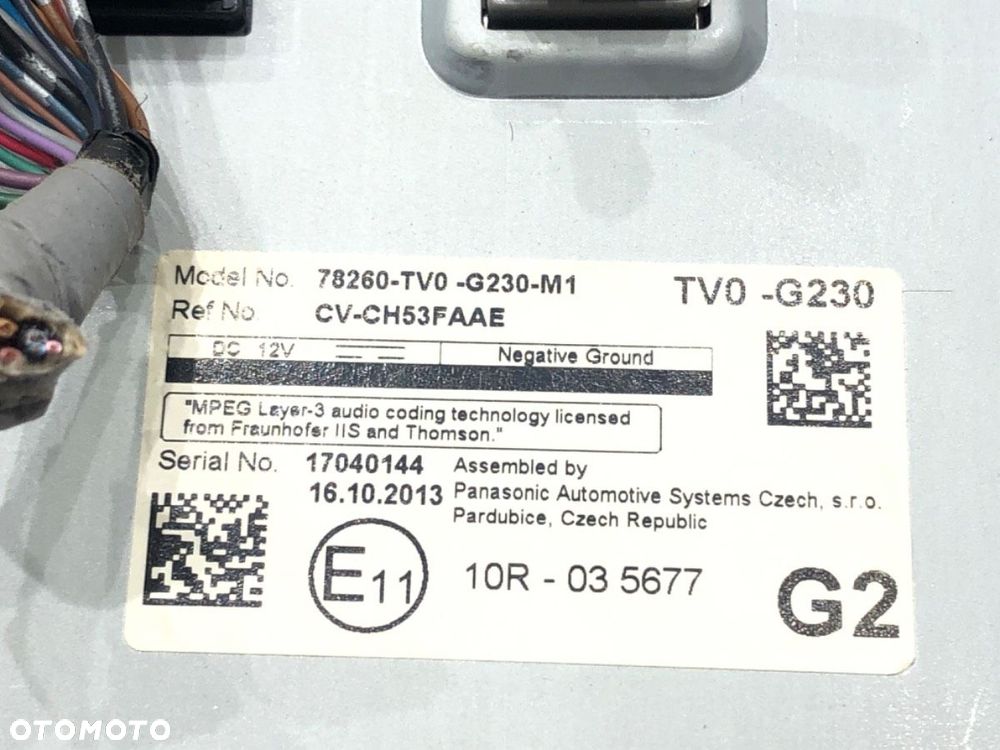 Model No. 78260-TV0 -G230-M1
TV0 -G230
Ref No. CV-CH53FAAE
DC 12V
Negative Ground
"MPEG Layer-3 audio coding technology licensed
from Fraunhofer IIS and Thomson."
Serial No. 17040144
16.10.2013
Assembled by
Panasonic Automotive Systems Czech, s.r.o.
Pardubice, Czech Republic
E11
10R - 03 5677
G2
OTOMOTO